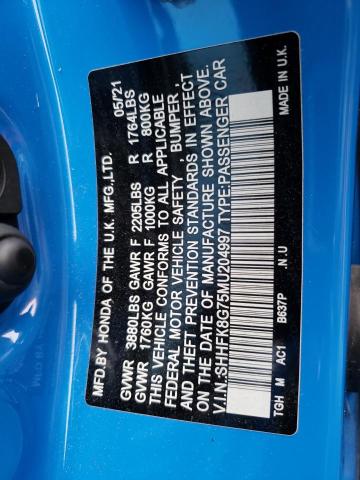 MFD.BY HONDA OF THE U.K. MFG.,LTD. 05/21
GVWR 3880LBS GAWR F 2205LBS R 1764LBS
GVWR 1760KG GAWR F 1000KG R 800KG
THIS VEHICLE CONFORMS TO ALL APPLICABLE
FEDERAL MOTOR VEHICLE SAFETY, BUMPER,
AND THEFT PREVENTION STANDARDS IN EFFECT
ON THE DATE OF MANUFACTURE SHOWN ABOVE.
V.I.N.:SHHFK8G75MU204997 TYPE:PASSENGER CAR
TGH M AC1 B637P .N.U MADE IN U.K.